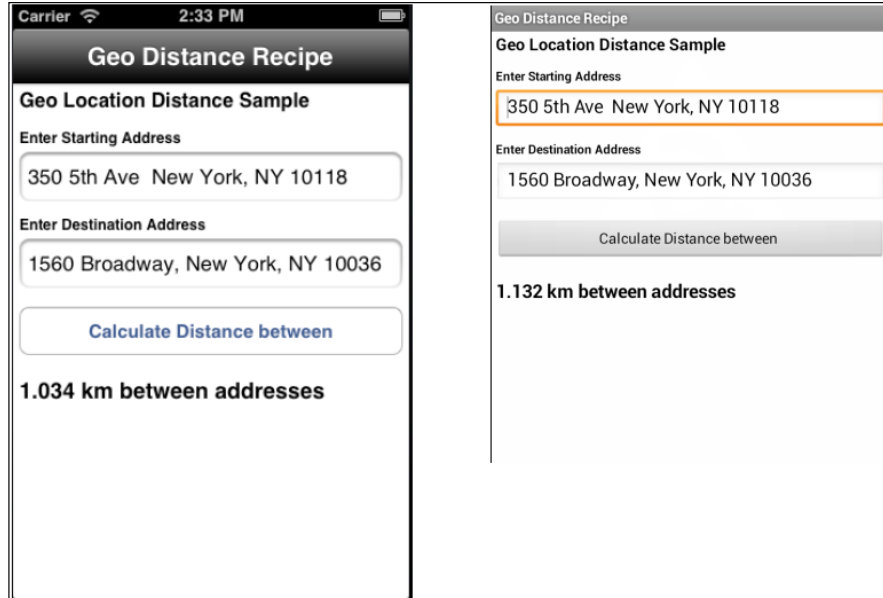 Carrier 2:33 PM
Geo Distance Recipe
Geo Location Distance Sample
Enter Starting Address
350 5th Ave  New York, NY 10118
Enter Destination Address
1560 Broadway, New York, NY 10036
Calculate Distance between
1.034 km between addresses
Geo Distance Recipe
Geo Location Distance Sample
Enter Starting Address
350 5th Ave  New York, NY 10118
Enter Destination Address
1560 Broadway, New York, NY 10036
Calculate Distance between
1.132 km between addresses